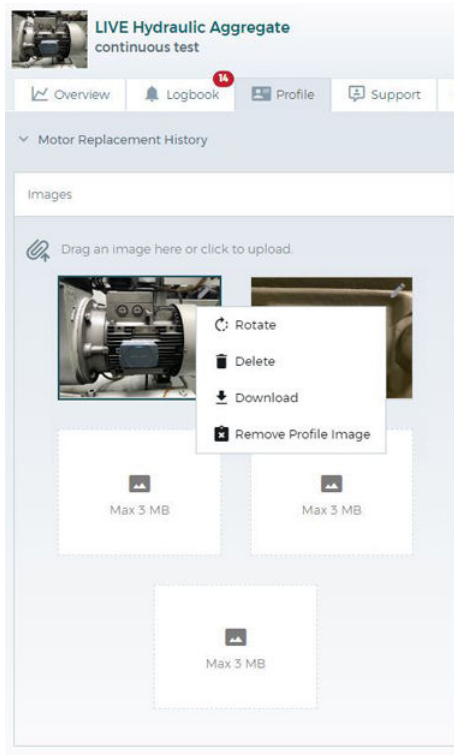 LIVE Hydraulic Aggregate
continuous test
14
Overview
Logbook
Profile
Support
Motor Replacement History
Images
Drag an image here or click to upload.
Rotate
Delete
Download
Remove Profile Image
Max 3 MB
Max 3 MB
Max 3 MB